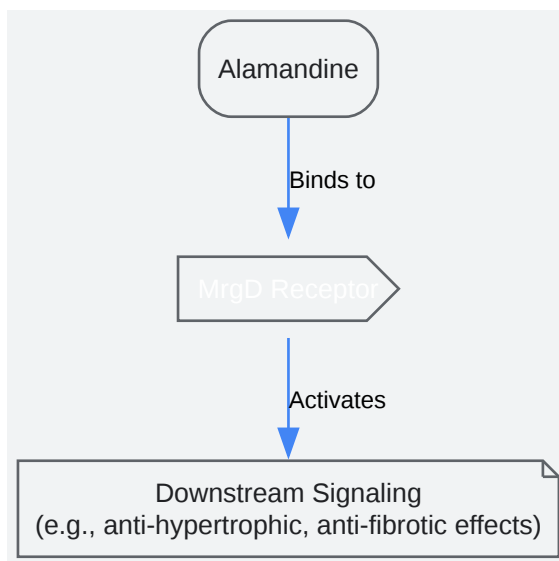 Alamandine
Binds to
MrgD Receptor
Activates
Downstream Signaling
(e.g., anti-hypertrophic, anti-fibrotic effects)